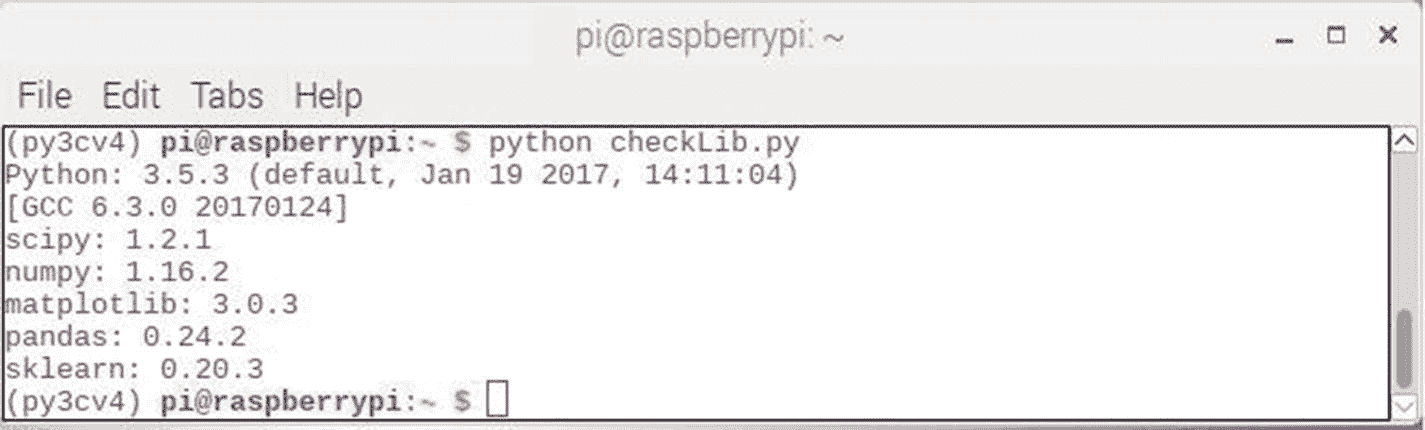 pi@raspberrypi: ~
File Edit Tabs Help
(py3cv4) pi@raspberrypi:~ $ python checkLib.py
Python: 3.5.3 (default, Jan 19 2017, 14:11:04)
[GCC 6.3.0 20170124]
scipy: 1.2.1
numpy: 1.16.2
matplotlib: 3.0.3
pandas: 0.24.2
sklearn: 0.20.3
(py3cv4) pi@raspberrypi:~ $